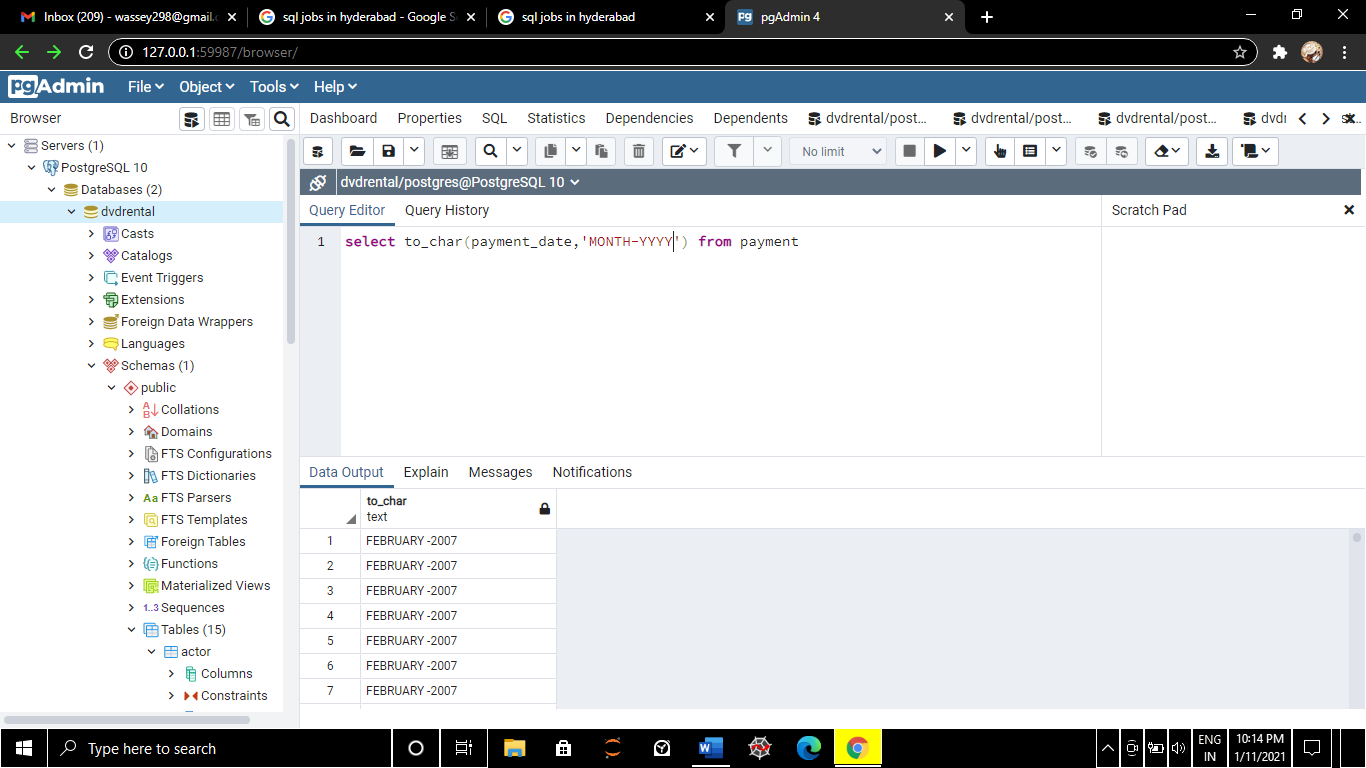 Inbox (209) - wassey298@gmail.c
sql jobs in hyderabad - Google S
sql jobs in hyderabad
pgAdmin 4
127.0.0.1:59987/browser/
pgAdmin File Object Tools Help
Browser
Dashboard Properties SQL Statistics Dependencies Dependents dvdrental/post... dvdrental/post... dvdrental/post...
Servers (1)
PostgreSQL 10
Databases (2)
dvdrental
Casts
Catalogs
Event Triggers
Extensions
Foreign Data Wrappers
Languages
Schemas (1)
public
Collations
Domains
FTS Configurations
FTS Dictionaries
Aa FTS Parsers
FTS Templates
Foreign Tables
Functions
Materialized Views
1..3 Sequences
Tables (15)
actor
Columns
Constraints
No limit
dvdrental/postgres@PostgreSQL 10
Query Editor Query History
Scratch Pad
1 select to_char(payment_date,'MONTH-YYYY') from payment
Data Output Explain Messages Notifications
to_char
text
1 FEBRUARY -2007
2 FEBRUARY -2007
3 FEBRUARY -2007
4 FEBRUARY -2007
5 FEBRUARY -2007
6 FEBRUARY -2007
7 FEBRUARY -2007
Type here to search
ENG
IN
10:14 PM
1/11/2021